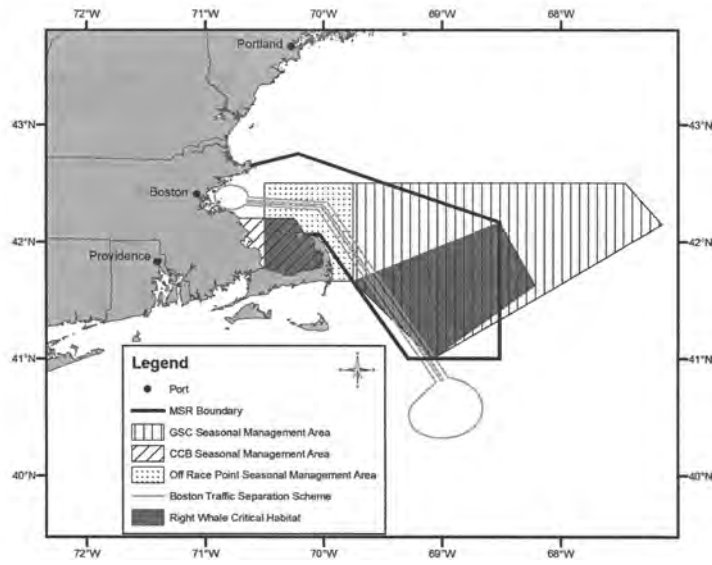 72°W 71°W 70°W 69°W 68°W
Portland
43°N 43°N
Boston
42°N 42°N
Providence
41°N 41°N
Legend
Port
MSR Boundary
GSC Seasonal Management Area
CCB Seasonal Management Area
Off Race Point Seasonal Management Area
Boston Traffic Separation Scheme
Right Whale Critical Habitat
40°N 40°N
72°W 71°W 70°W 69°W 68°W